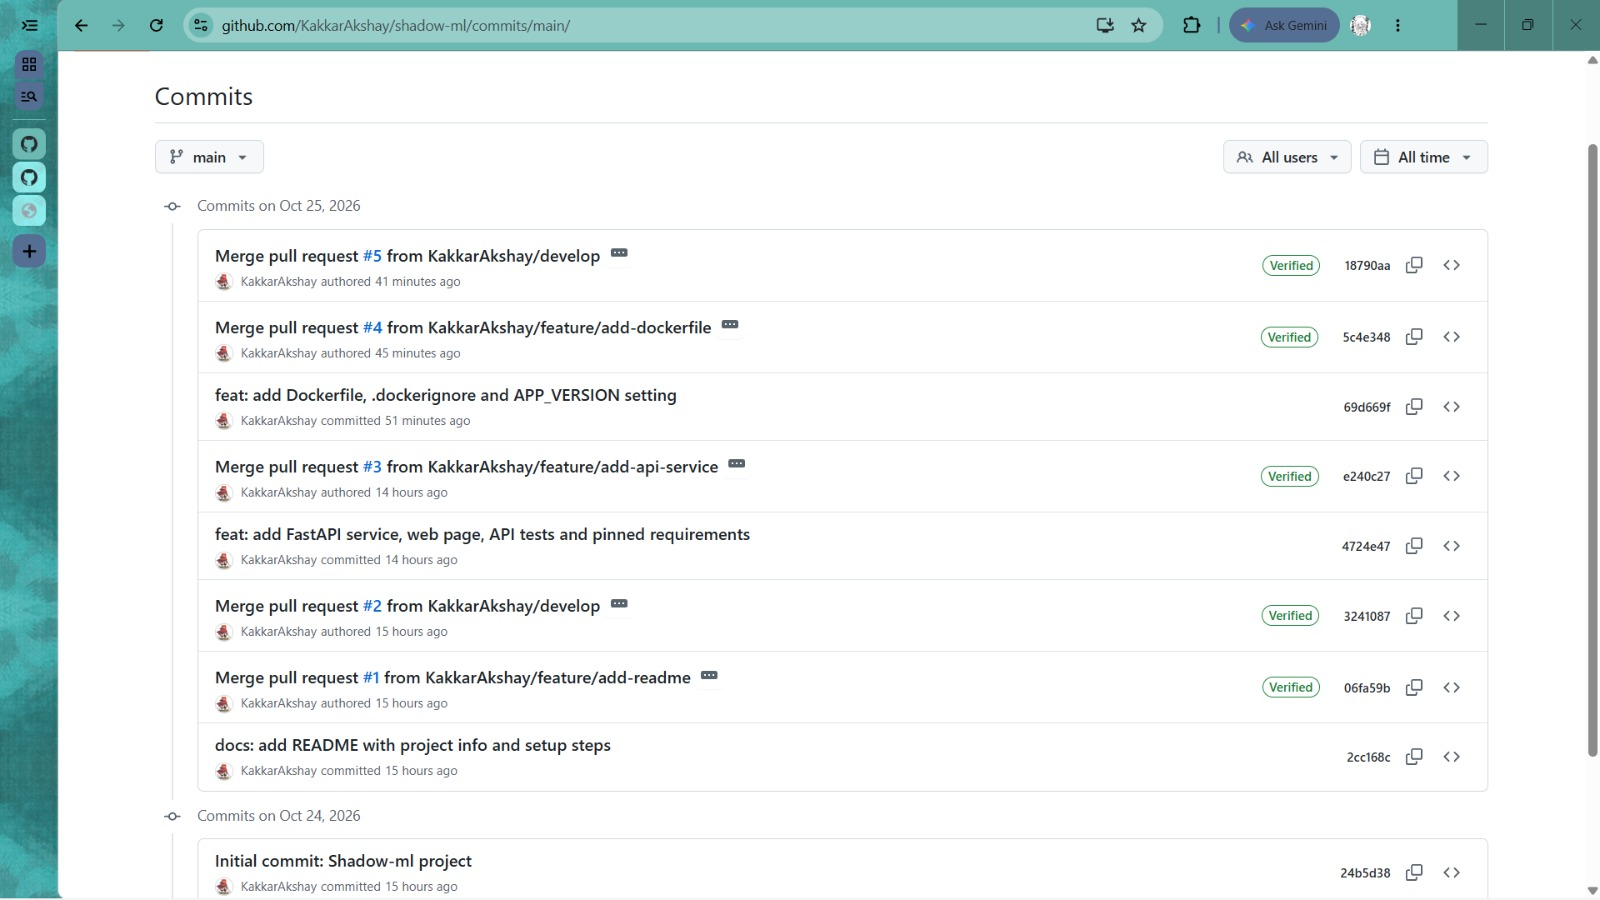 github.com/KakkarAkshay/shadow-ml/commits/main/
Ask Gemini
Commits
main
All users
All time
Commits on Oct 25, 2026
Merge pull request #5 from KakkarAkshay/develop
KakkarAkshay authored 41 minutes ago
Verified
18790aa
Merge pull request #4 from KakkarAkshay/feature/add-dockerfile
KakkarAkshay authored 45 minutes ago
Verified
5c4e348
feat: add Dockerfile, .dockerignore and APP_VERSION setting
KakkarAkshay committed 51 minutes ago
69d669f
Merge pull request #3 from KakkarAkshay/feature/add-api-service
KakkarAkshay authored 14 hours ago
Verified
e240c27
feat: add FastAPI service, web page, API tests and pinned requirements
KakkarAkshay committed 14 hours ago
4724e47
Merge pull request #2 from KakkarAkshay/develop
KakkarAkshay authored 15 hours ago
Verified
3241087
Merge pull request #1 from KakkarAkshay/feature/add-readme
KakkarAkshay authored 15 hours ago
Verified
06fa59b
docs: add README with project info and setup steps
KakkarAkshay committed 15 hours ago
2cc168c
Commits on Oct 24, 2026
Initial commit: Shadow-ml project
KakkarAkshay committed 15 hours ago
24b5d38